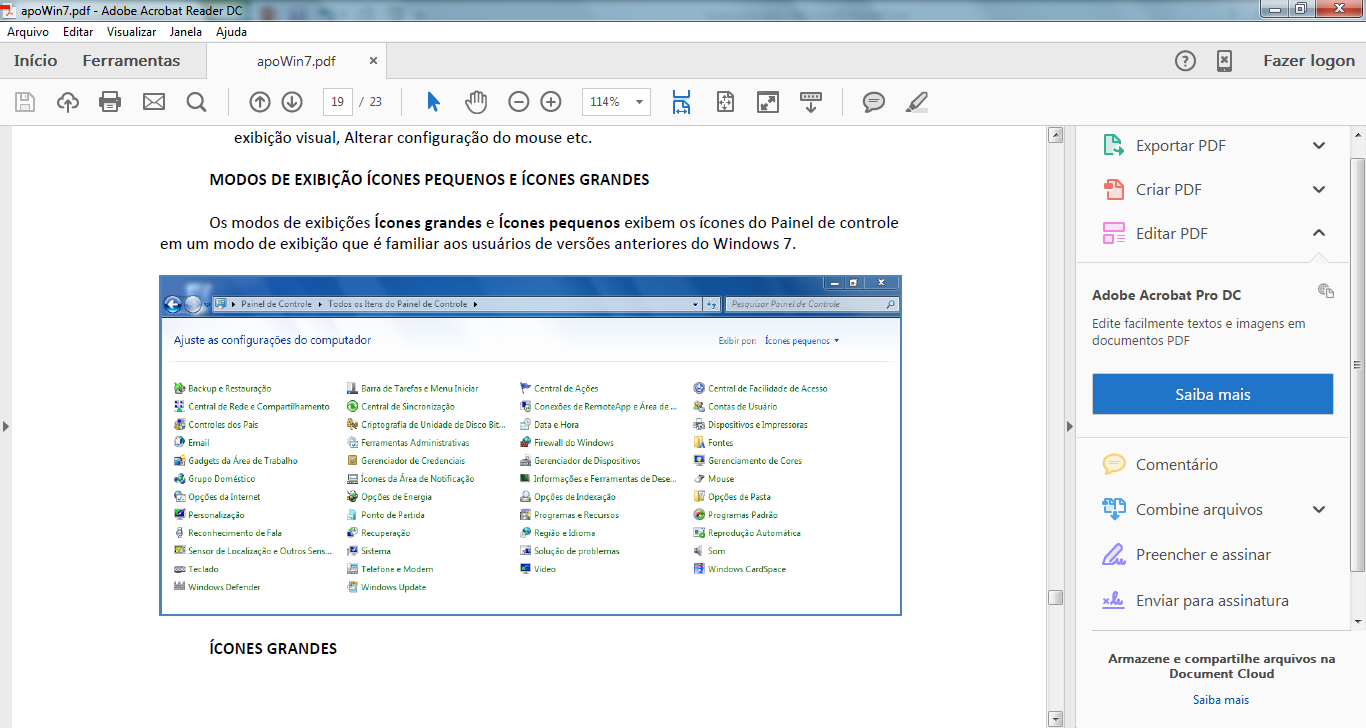 apoWin7.pdf - Adobe Acrobat Reader DC
Arquivo Editar Visualizar Janela Ajuda
Início Ferramentas apoWin7.pdf × Fazer logon
19 / 23 114%
exibição visual, Alterar configuração do mouse etc.
MODOS DE EXIBIÇÃO ÍCONES PEQUENOS E ÍCONES GRANDES
Os modos de exibições Ícones grandes e Ícones pequenos exibem os ícones do Painel de controle
em um modo de exibição que é familiar aos usuários de versões anteriores do Windows 7.
Painel de Controle Todos os Itens do Painel de Controle Pesquisar Painel de Controle
Ajuste as configurações do computador Exibir por: Ícones pequenos
Backup e Restauração Barra de Tarefas e Menu Iniciar Central de Ações Central de Facilidade de Acesso
Central de Rede e Compartilhamento Central de Sincronização Conexões de RemoteApp e Área de ... Contas de Usuário
Controles dos Pais Criptografia de Unidade de Disco Bit... Data e Hora Dispositivos e Impressoras
Email Ferramentas Administrativas Firewall do Windows Fontes
Gadgets da Área de Trabalho Gerenciador de Credenciais Gerenciador de Dispositivos Gerenciamento de Cores
Grupo Doméstico Ícones da Área de Notificação Informações e Ferramentas de Dese... Mouse
Opções da Internet Opções de Energia Opções de Indexação Opções de Pasta
Personalização Ponto de Partida Programas e Recursos Programas Padrão
Reconhecimento de Fala Recuperação Região e Idioma Reprodução Automática
Sensor de Localização e Outros Sens... Sistema Solução de problemas Som
Teclado Telefone e Modem Vídeo Windows CardSpace
Windows Defender Windows Update
ÍCONES GRANDES
Exportar PDF
Criar PDF
Editar PDF
Adobe Acrobat Pro DC
Edite facilmente textos e imagens em
documentos PDF
Saiba mais
Comentário
Combine arquivos
Preencher e assinar
Enviar para assinatura
Armazene e compartilhe arquivos na
Document Cloud
Saiba mais